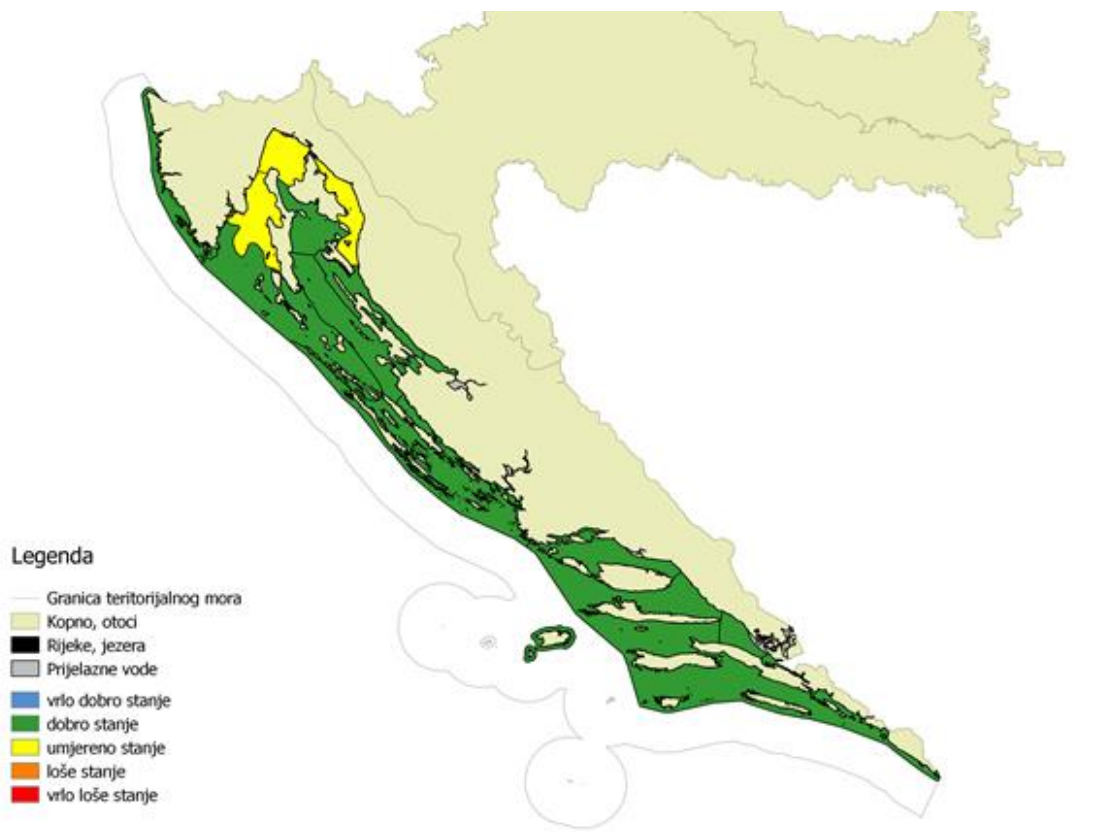 Legenda
Granica teritorijalnog mora
Kopno, otoci
Rijeke, jezera
Prijelazne vode
vrlo dobro stanje
dobro stanje
umjereno stanje
loše stanje
vrlo loše stanje